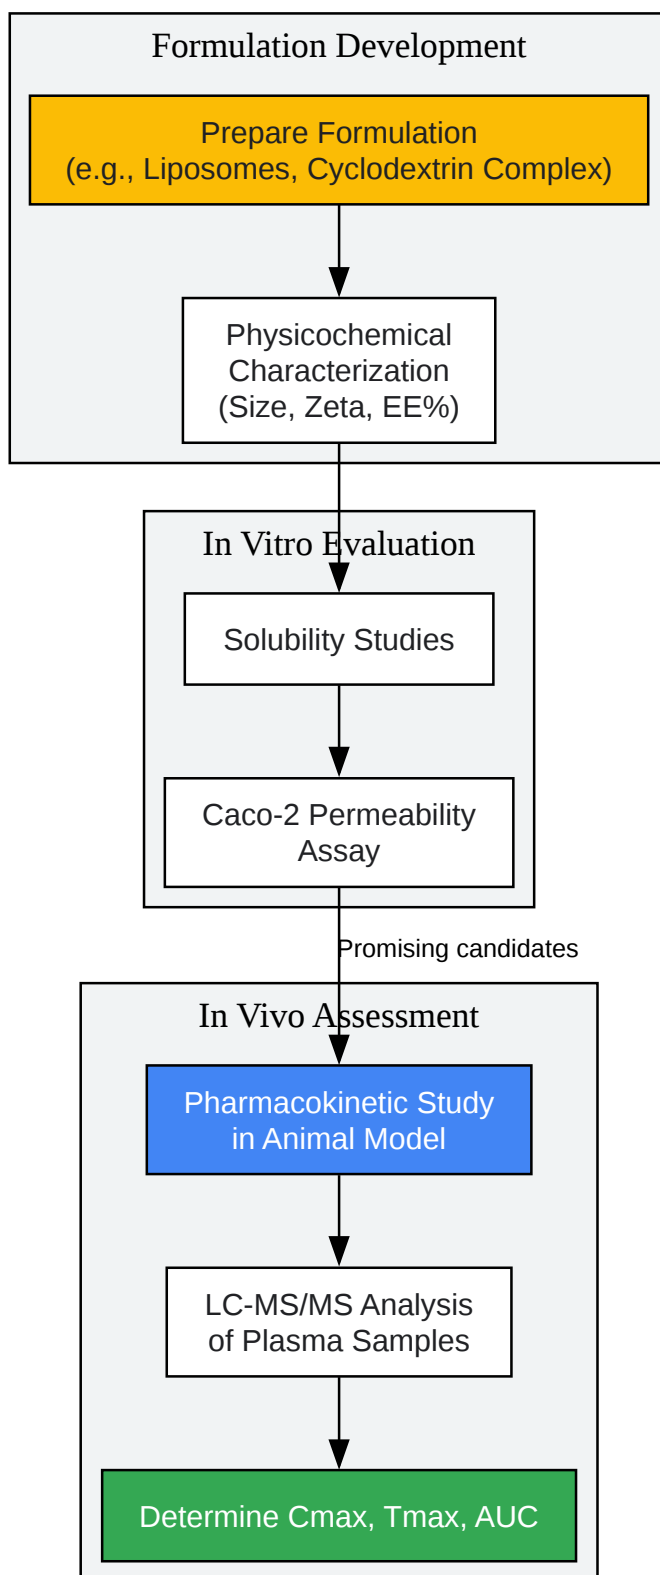 Formulation Development
Prepare Formulation
(e.g., Liposomes, Cyclodextrin Complex)
Physicochemical
Characterization
(Size, Zeta, EE%)
In Vitro Evaluation
Solubility Studies
Caco-2 Permeability
Assay
Promising candidates
In Vivo Assessment
Pharmacokinetic Study
in Animal Model
LC-MS/MS Analysis
of Plasma Samples
Determine Cmax, Tmax, AUC